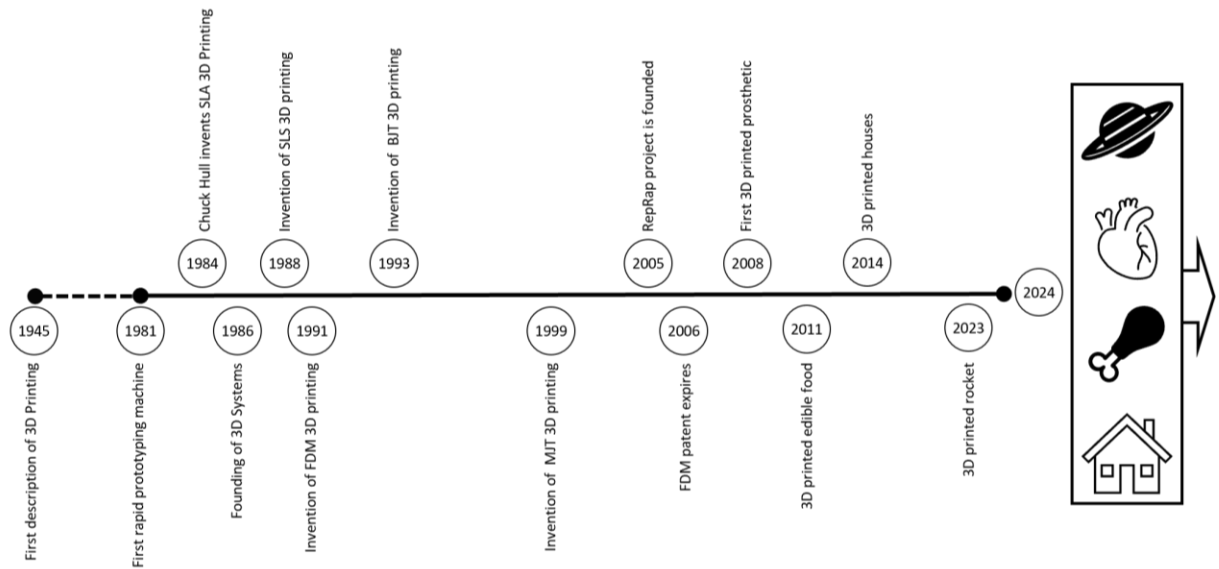 1945
First description of 3D Printing
1981
First rapid prototyping machine
1984
Chuck Hull invents SLA 3D Printing
1986
Founding of 3D Systems
1988
Invention of SLS 3D printing
1991
Invention of FDM 3D printing
1993
Invention of BJT 3D printing
1999
Invention of MJT 3D printing
2005
RepRap project is founded
2006
FDM patent expires
2008
First 3D printed prosthetic
2011
3D printed edible food
2014
3D printed houses
2023
3D printed rocket
2024